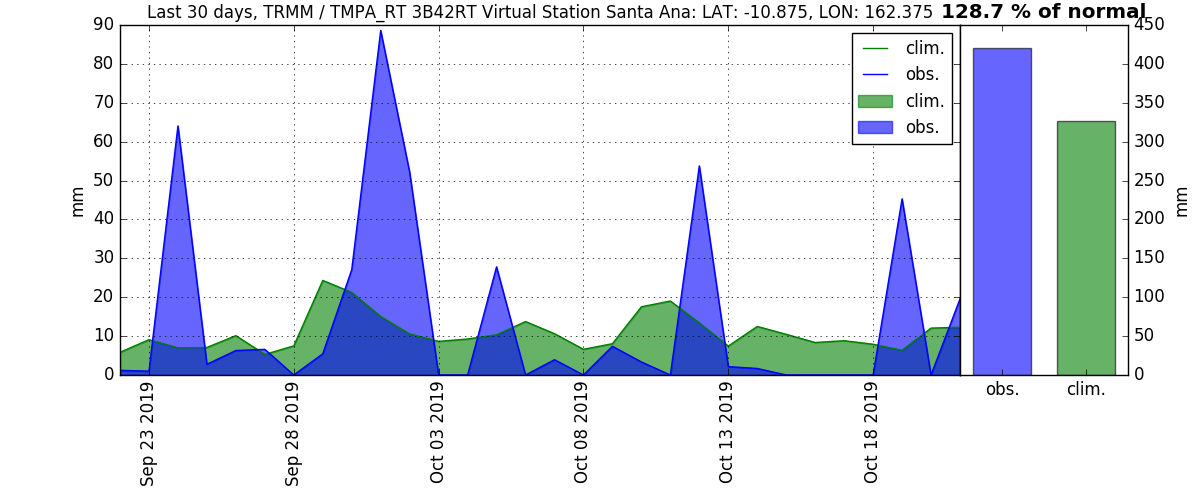 Last 30 days, TRMM / TMPA_RT 3B42RT Virtual Station Santa Ana: LAT: -10.875, LON: 162.375 128.7 % of normal
90
80
70
60
50
40
30
20
10
0
mm
Sep 23 2019
Sep 28 2019
Oct 03 2019
Oct 08 2019
Oct 13 2019
Oct 18 2019
clim.
obs.
clim.
obs.
450
400
350
300
250
200
150
100
50
0
mm
obs. clim.